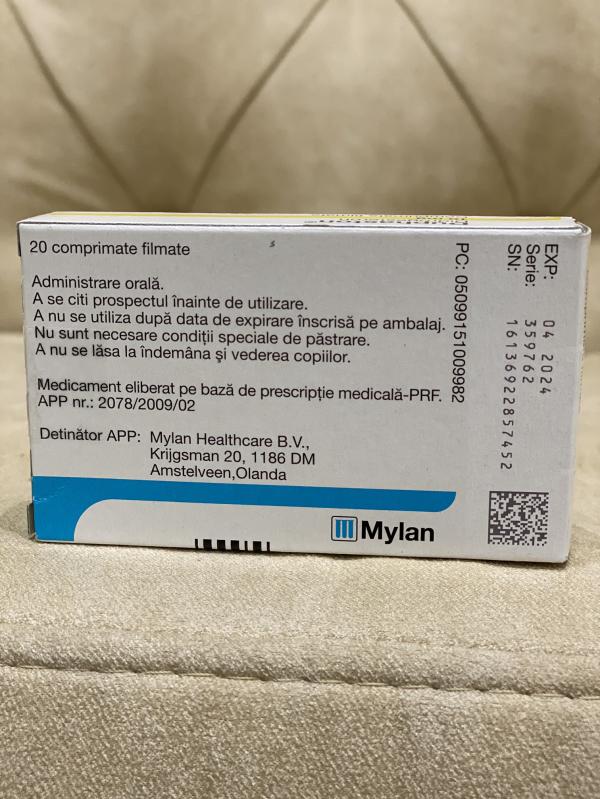 20 comprimate filmate
Administrare orală.
A se citi prospectul înainte de utilizare.
A nu se utiliza după data de expirare înscrisă pe ambalaj.
Nu sunt necesare condiții speciale de păstrare.
A nu se lăsa la îndemâna și vederea copiilor.
Medicament eliberat pe bază de prescripție medicală-PRF.
APP nr.: 2078/2009/02
Deținător APP: Mylan Healthcare B.V.,
Krijgsman 20, 1186 DM
Amstelveen,Olanda
Mylan
PC: 05099151009982
EXP: 04 2024
Serie: 359762
SN: 16136922857452